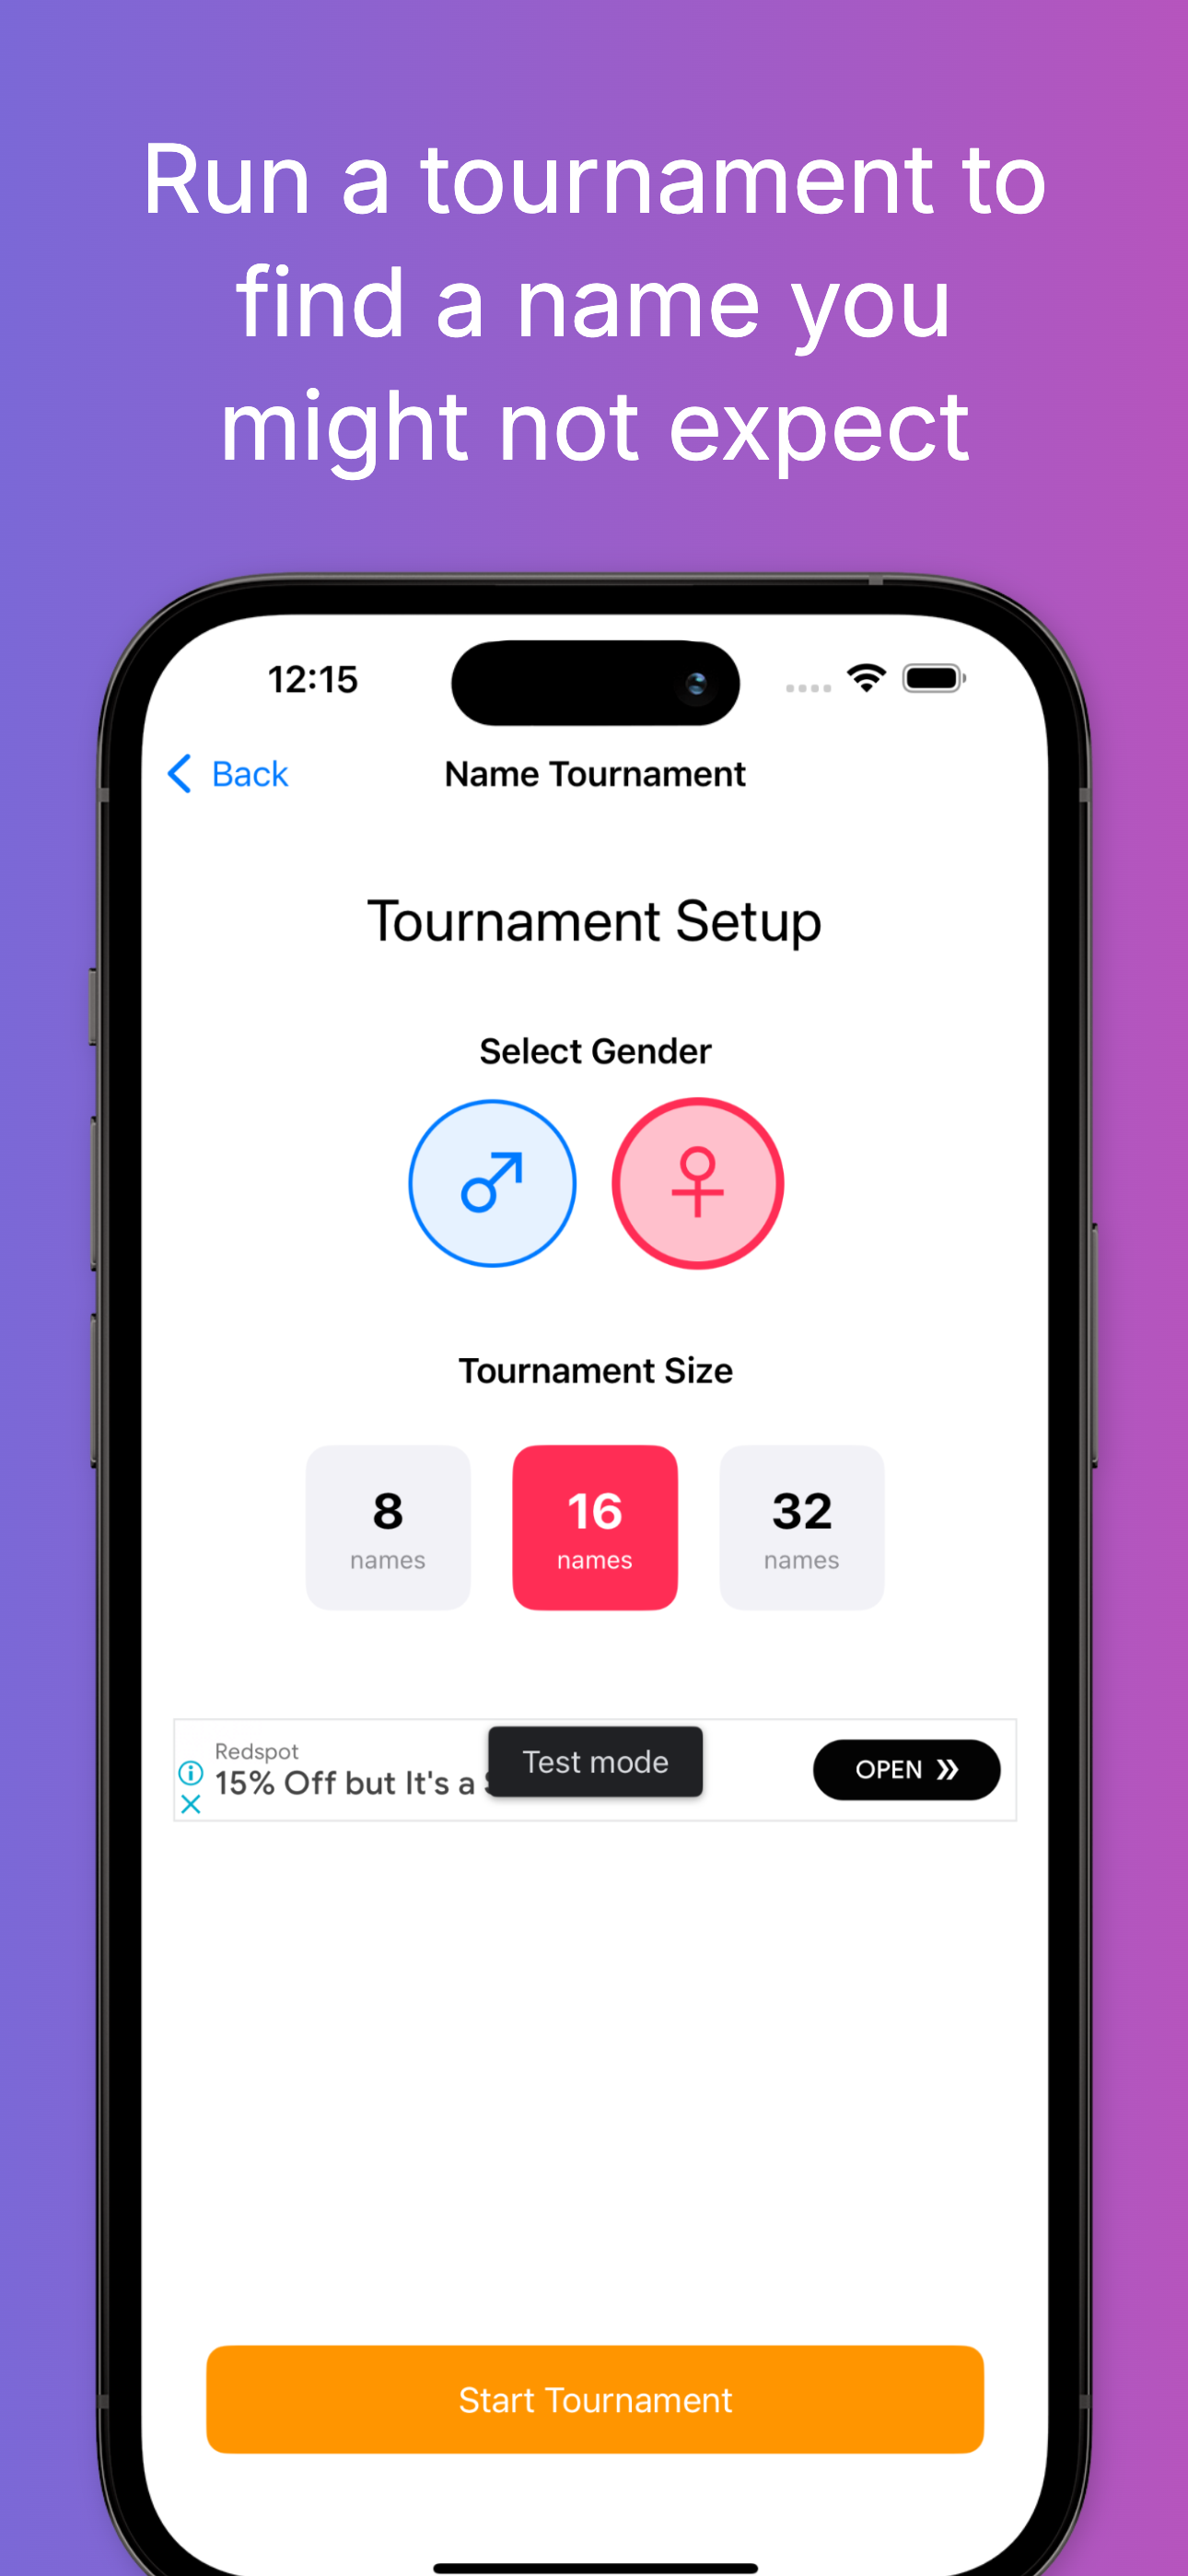 Run a tournament to
find a name you
might not expect
12:15
Back
Name Tournament
Tournament Setup
Select Gender
Tournament Size
8
names
16
names
32
names
Redspot
15% Off but It's a
Test mode
OPEN
Start Tournament